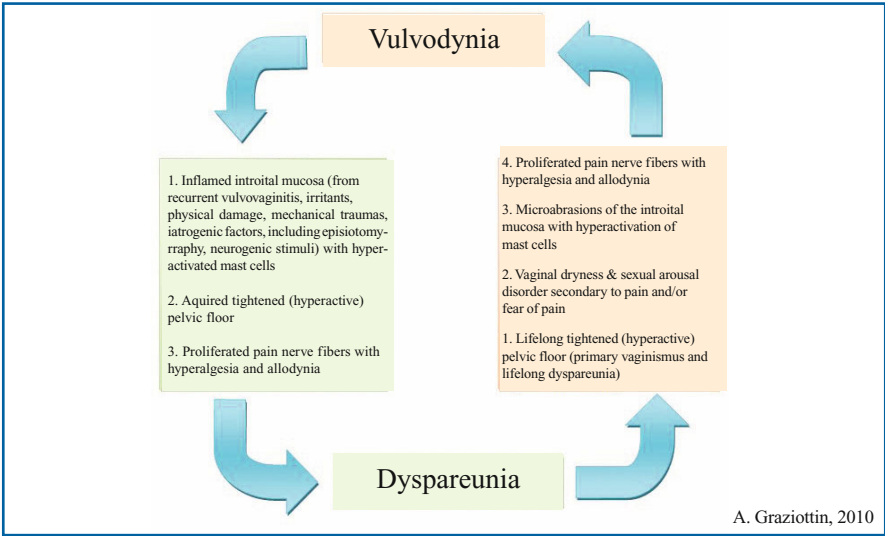 Vulvodynia
1. Inflamed introital mucosa (from
recurrent vulvovaginitis, irritants,
physical damage, mechanical traumas,
iatrogenic factors, including episiotomy-
rraphy, neurogenic stimuli) with hyper-
activated mast cells
2. Aquired tightened (hyperactive)
pelvic floor
3. Proliferated pain nerve fibers with
hyperalgesia and allodynia
4. Proliferated pain nerve fibers with
hyperalgesia and allodynia
3. Microabrasions of the introital
mucosa with hyperactivation of
mast cells
2. Vaginal dryness & sexual arousal
disorder secondary to pain and/or
fear of pain
1. Lifelong tightened (hyperactive)
pelvic floor (primary vaginismus and
lifelong dyspareunia)
Dyspareunia
A. Graziottin, 2010